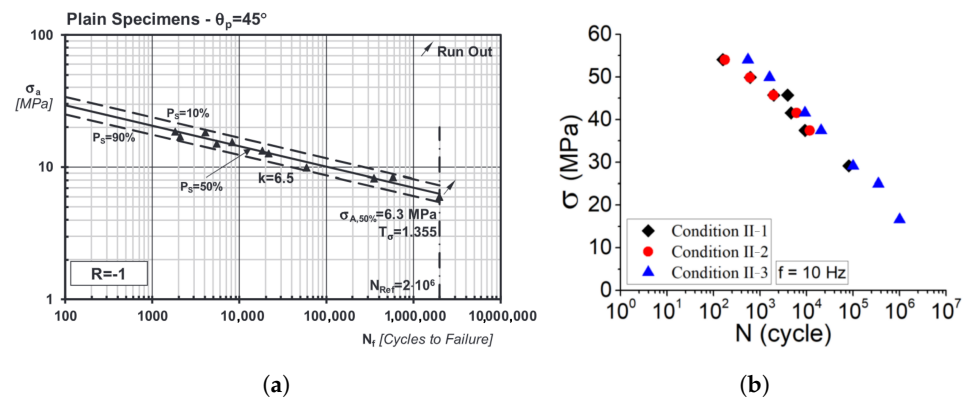 Plain Specimens - θp=45°
100
Run Out
σa
[MPa]
Ps=10%
Ps=90%
10
Ps=50%
k=6.5
σA,50%=6.3 MPa
Tσ=1.355
R=-1
NRef=2·10⁶
1
100 1000 10,000 100,000 1,000,000 10,000,000
Nf [Cycles to Failure]
(a)
60
50
40
30
20
10
0
σ (MPa)
Condition II-1
Condition II-2
Condition II-3
f = 10 Hz
10⁰ 10¹ 10² 10³ 10⁴ 10⁵ 10⁶ 10⁷
N (cycle)
(b)